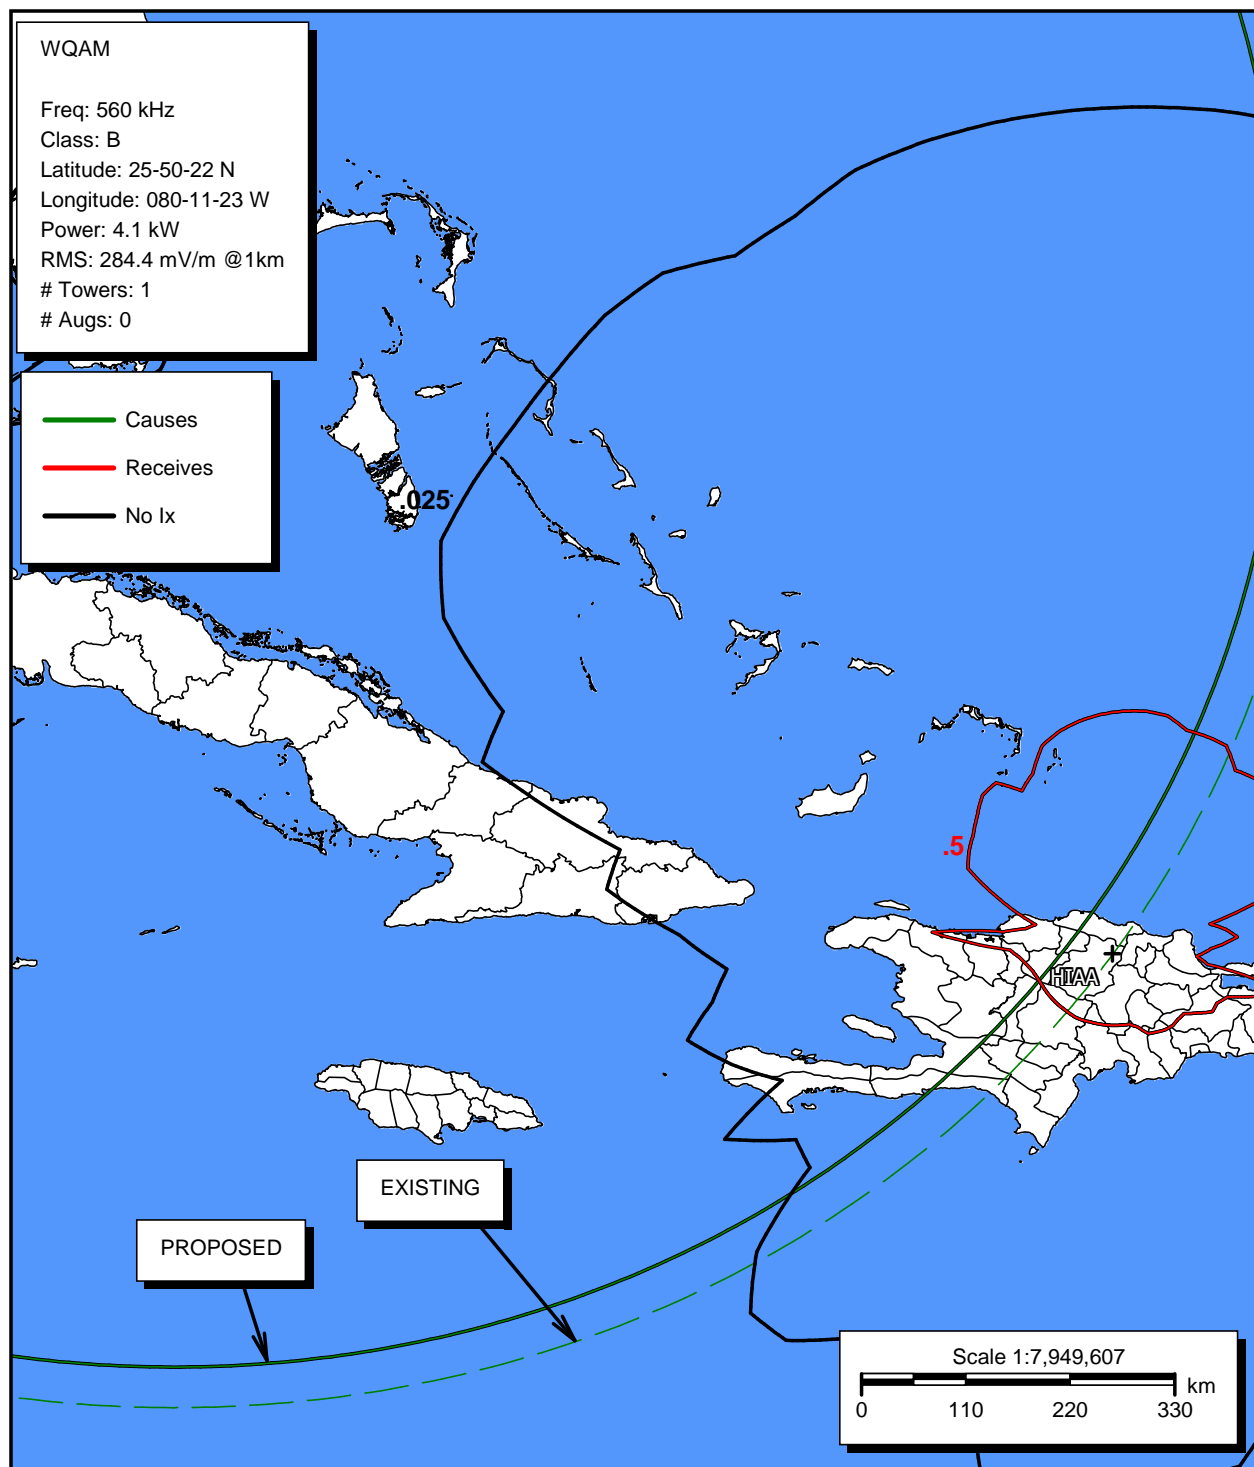 WQAM
Freq: 560 kHz
Class: B
Latitude: 25-50-22 N
Longitude: 080-11-23 W
Power: 4.1 kW
RMS: 284.4 mV/m @1km
# Towers: 1
# Augs: 0
Causes
Receives
No Ix
.025
.5
HIAA
EXISTING
PROPOSED
Scale 1:7,949,607
km
0 110 220 330